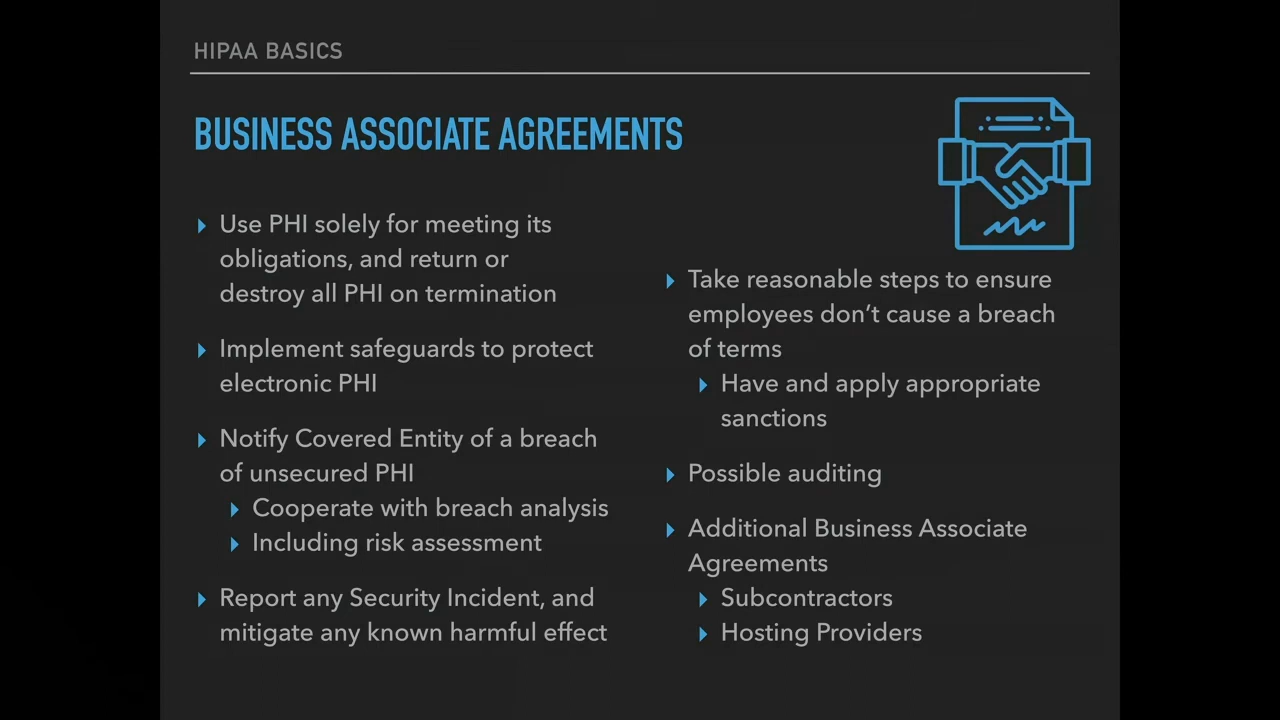 HIPAA BASICS
BUSINESS ASSOCIATE AGREEMENTS
Use PHI solely for meeting its
obligations, and return or
destroy all PHI on termination
Implement safeguards to protect
electronic PHI
Notify Covered Entity of a breach
of unsecured PHI
Cooperate with breach analysis
Including risk assessment
Report any Security Incident, and
mitigate any known harmful effect
Take reasonable steps to ensure
employees don’t cause a breach
of terms
Have and apply appropriate
sanctions
Possible auditing
Additional Business Associate
Agreements
Subcontractors
Hosting Providers